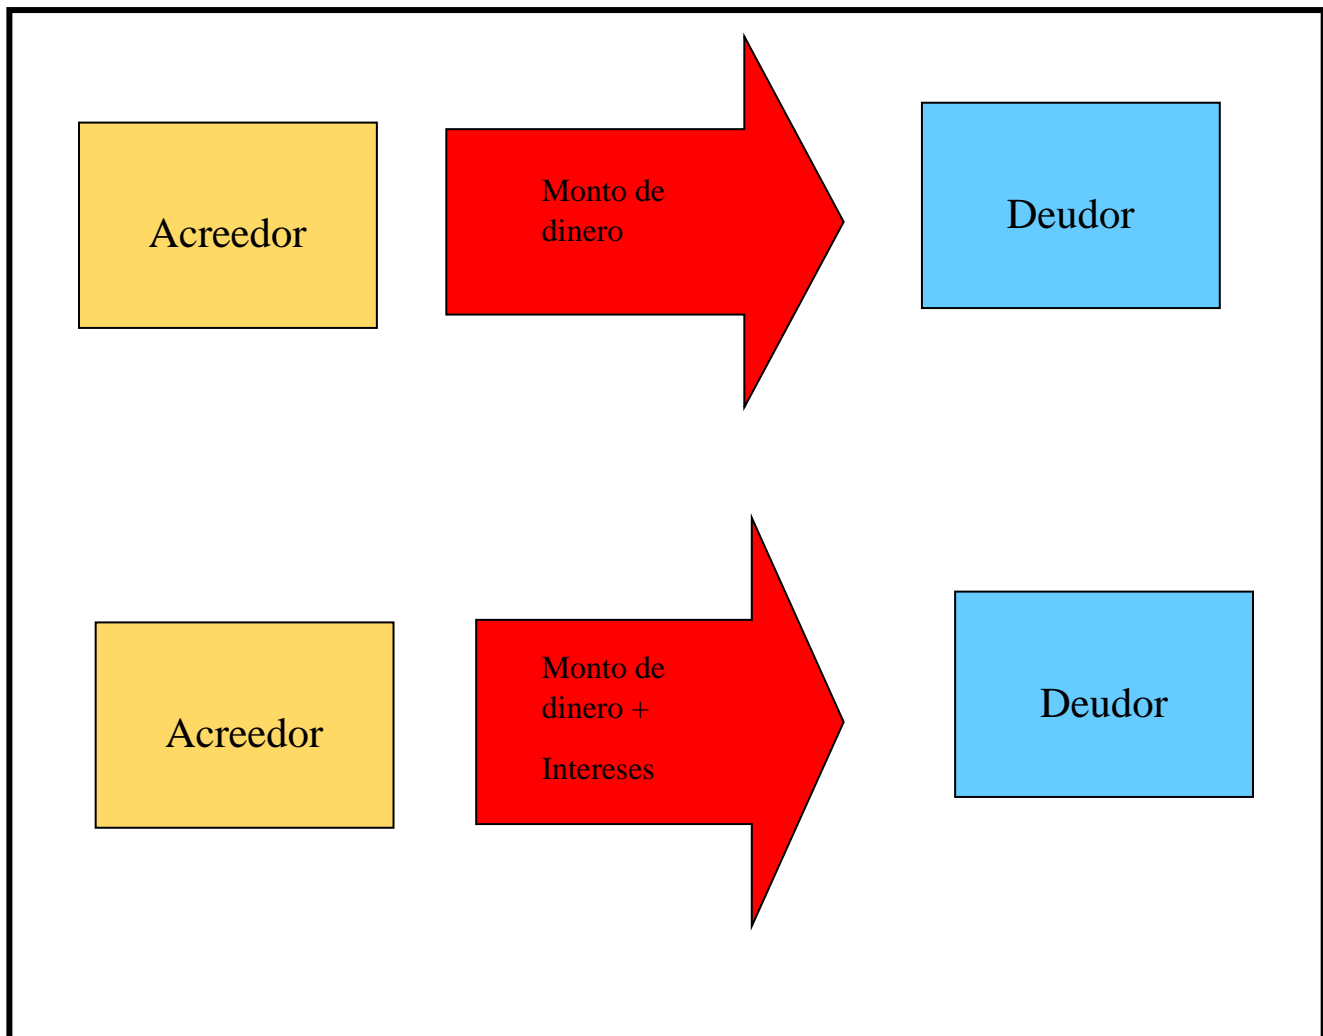 Acreedor
Monto de
dinero
Deudor
Acreedor
Monto de
dinero +
Intereses
Deudor